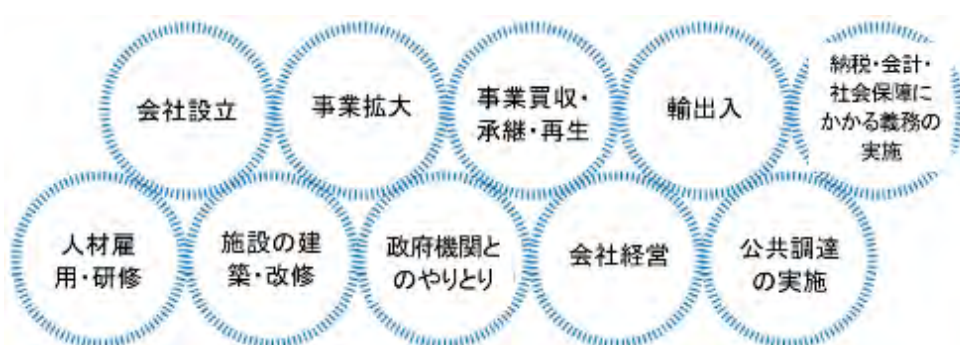 会社設立
事業拡大
事業買収・
承継・再生
輸出入
納税・会計・
社会保障に
かかる義務の
実施
人材雇
用・研修
施設の建
築・改修
政府機関と
のやりとり
会社経営
公共調達
の実施